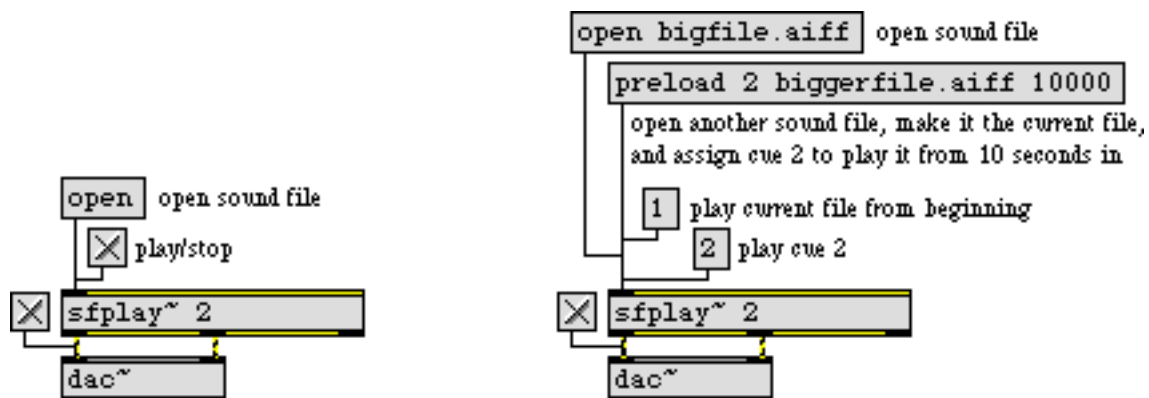 open bigfile.aiff open sound file
preload 2 biggerfile.aiff 10000
open another sound file, make it the current file,
and assign cue 2 to play it from 10 seconds in
open open sound file
1 play current file from beginning
play/stop
2 play cue 2
sfplay~ 2
sfplay~ 2
dac~
dac~